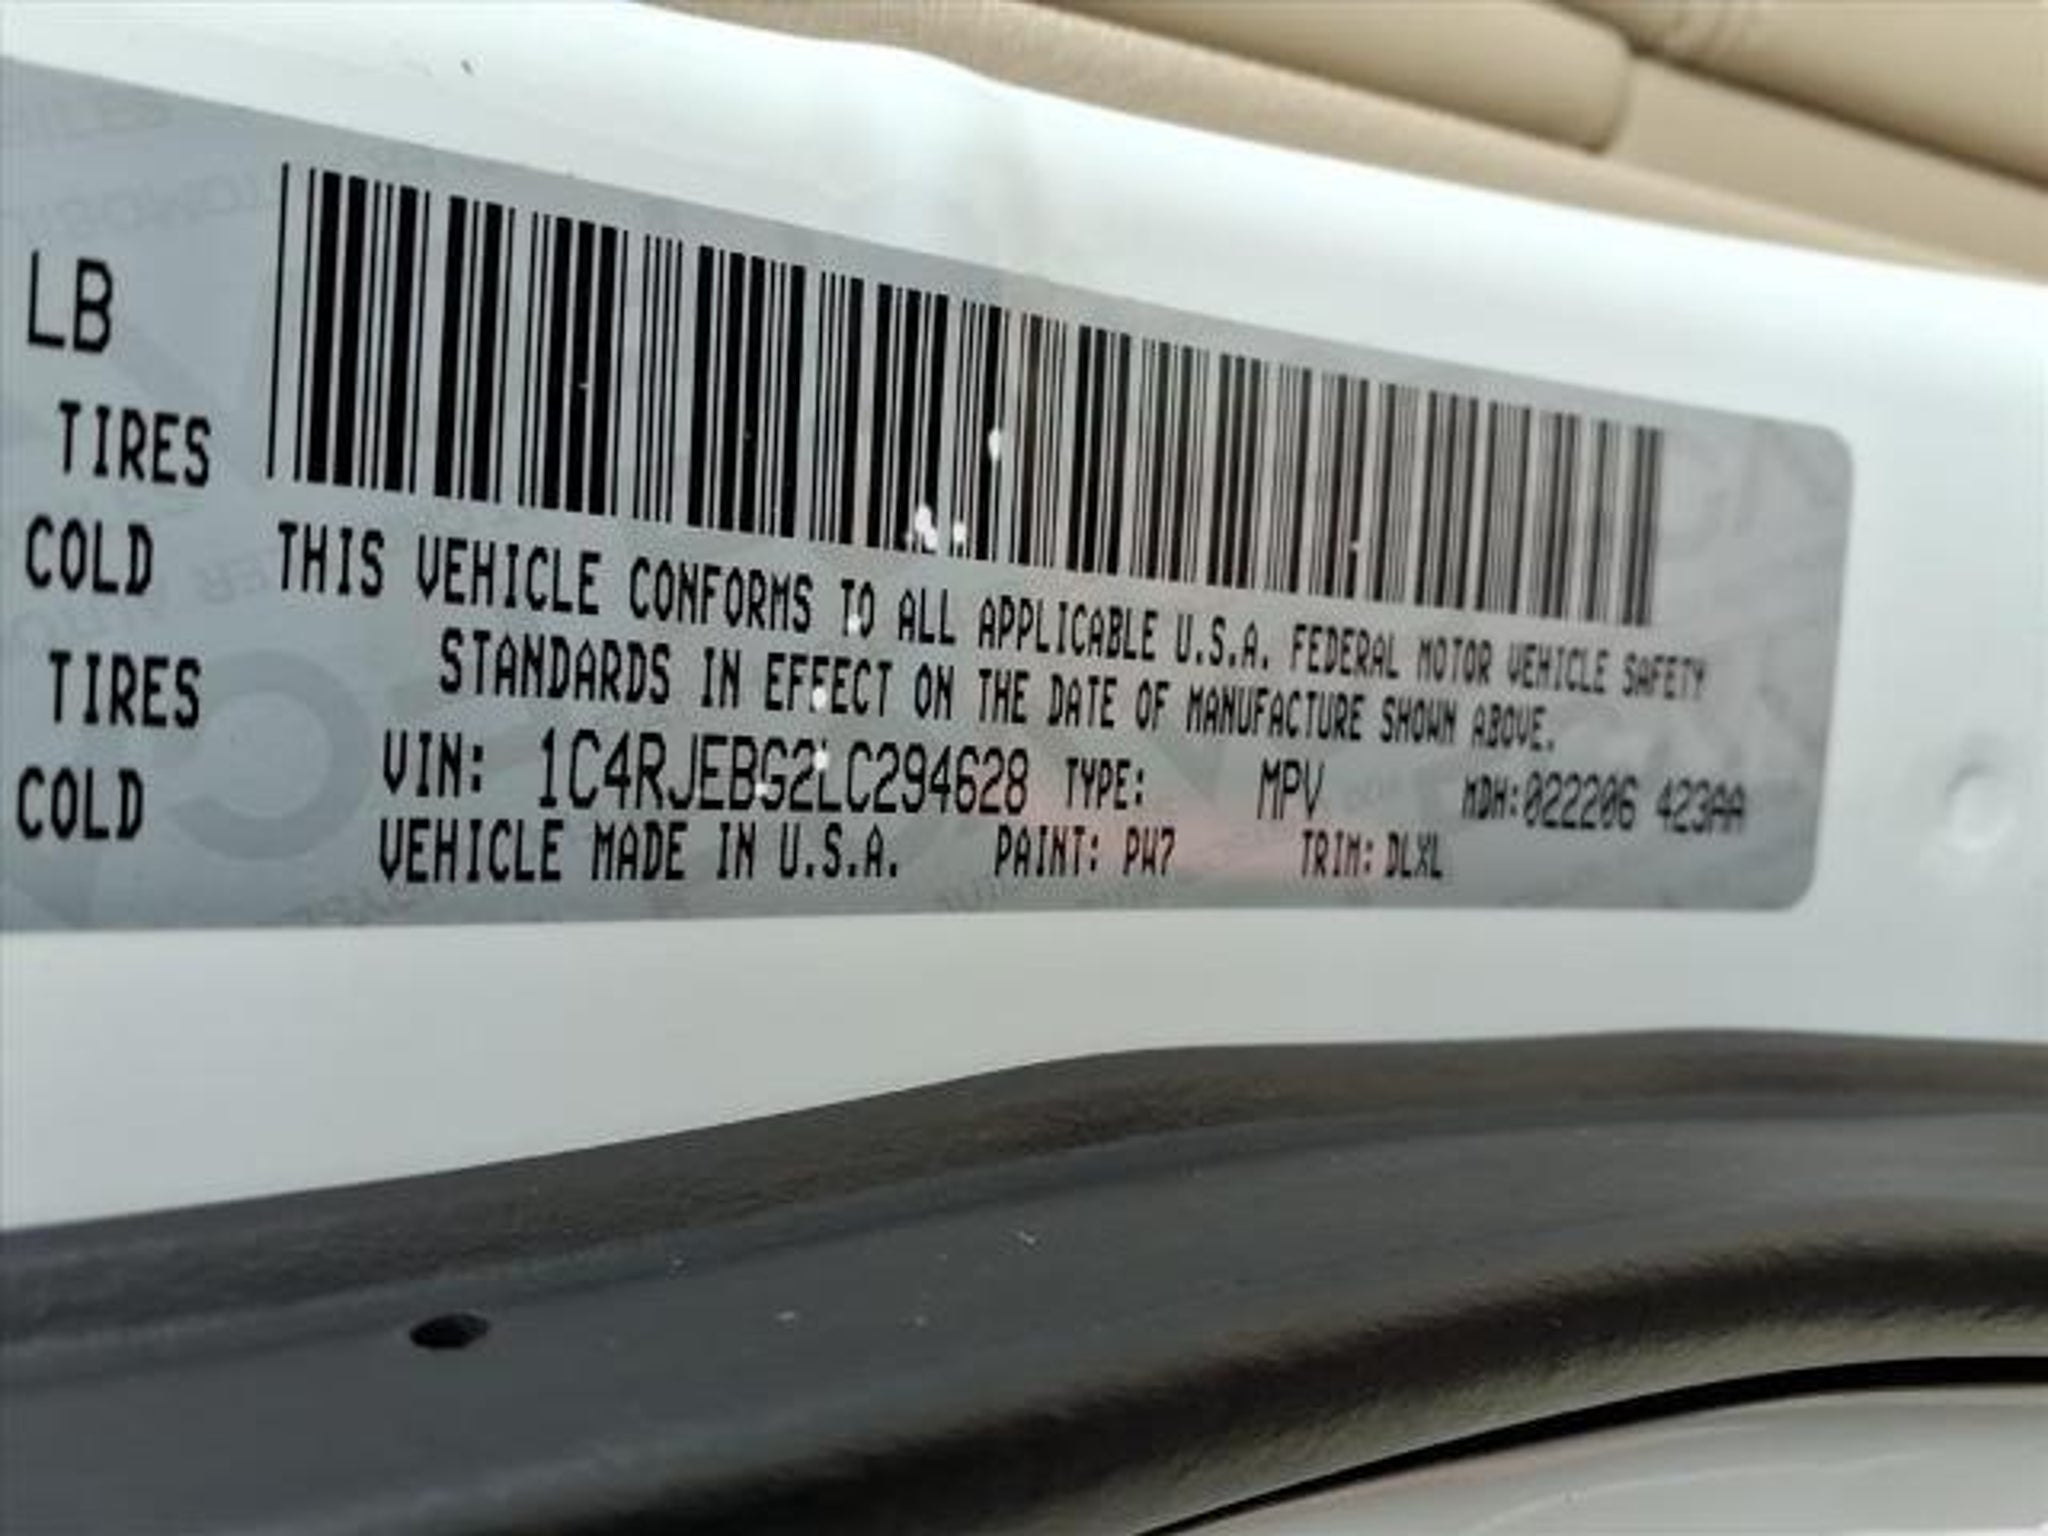 LB
TIRES
COLD
TIRES
COLD
THIS VEHICLE CONFORMS TO ALL APPLICABLE U.S.A. FEDERAL MOTOR VEHICLE SAFETY
STANDARDS IN EFFECT ON THE DATE OF MANUFACTURE SHOWN ABOVE.
VIN: 1C4RJEBG2LC294628 TYPE: MPV MDH:022206 423AA
VEHICLE MADE IN U.S.A. PAINT: PW7 TRIM: DLXL